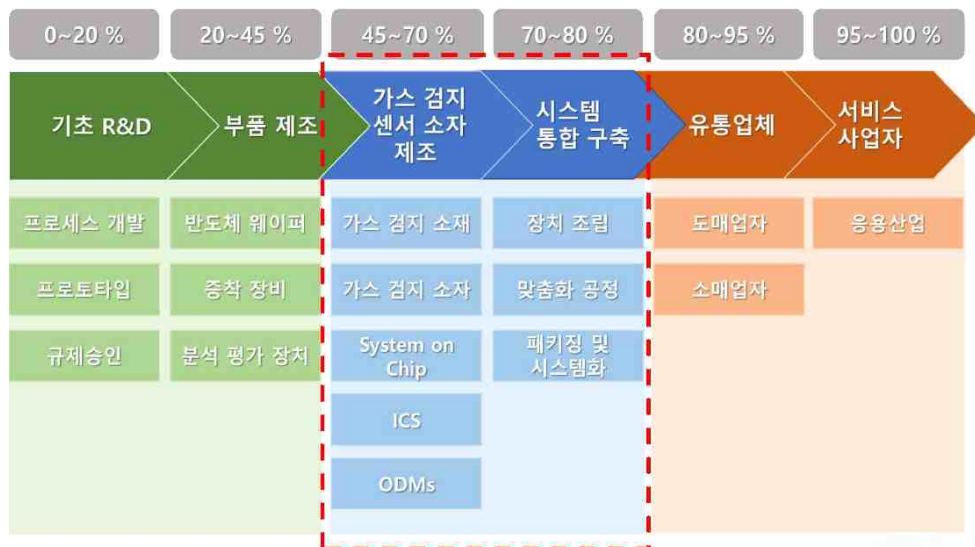 0~20 %
20~45 %
45~70 %
70~80 %
80~95 %
95~100 %
기초 R&D
부품 제조
가스 검지
센서 소자
제조
시스템
통합 구축
유통업체
서비스
사업자
프로세스 개발
반도체 웨이퍼
가스 검지 소재
장치 조립
도매업자
응용산업
프로토타입
증착 장비
가스 검지 소자
맞춤화 공정
소매업자
규제승인
분석 평가 장치
System on
Chip
패키징 및
시스템화
ICS
ODMs